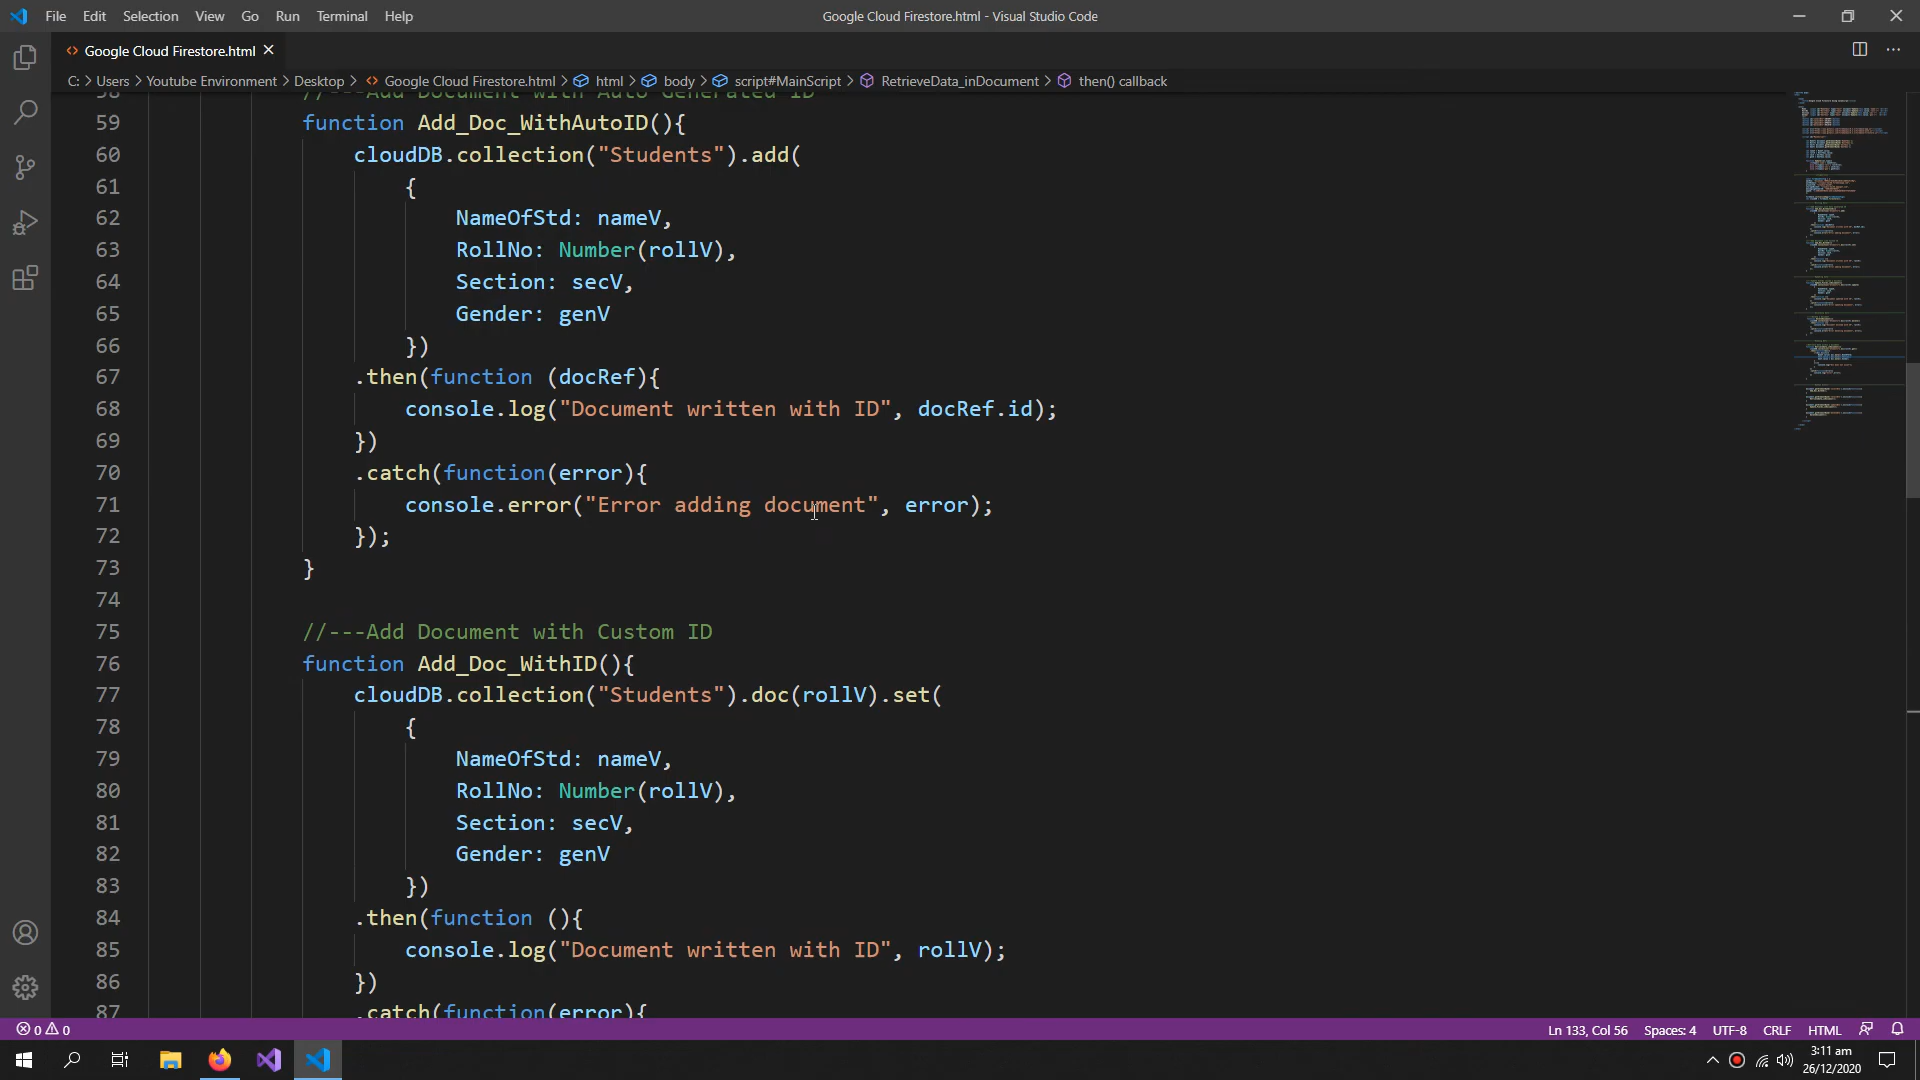 File Edit Selection View Go Run Terminal Help
Google Cloud Firestore.html - Visual Studio Code
Google Cloud Firestore.html
C: > Users > Youtube Environment > Desktop > Google Cloud Firestore.html > html > body > script#MainScript > RetrieveData_inDocument > then() callback
58 //---Add Document with Auto Generated ID
59 function Add_Doc_WithAutoID(){
60 cloudDB.collection("Students").add(
61 {
62 NameOfStd: nameV,
63 RollNo: Number(rollV),
64 Section: secV,
65 Gender: genV
66 })
67 .then(function (docRef){
68 console.log("Document written with ID", docRef.id);
69 })
70 .catch(function(error){
71 console.error("Error adding document", error);
72 });
73 }
74
75 //---Add Document with Custom ID
76 function Add_Doc_WithID(){
77 cloudDB.collection("Students").doc(rollV).set(
78 {
79 NameOfStd: nameV,
80 RollNo: Number(rollV),
81 Section: secV,
82 Gender: genV
83 })
84 .then(function (){
85 console.log("Document written with ID", rollV);
86 })
87 .catch(function(error){
0 0 Ln 133, Col 56 Spaces: 4 UTF-8 CRLF HTML
3:11 am
26/12/2020